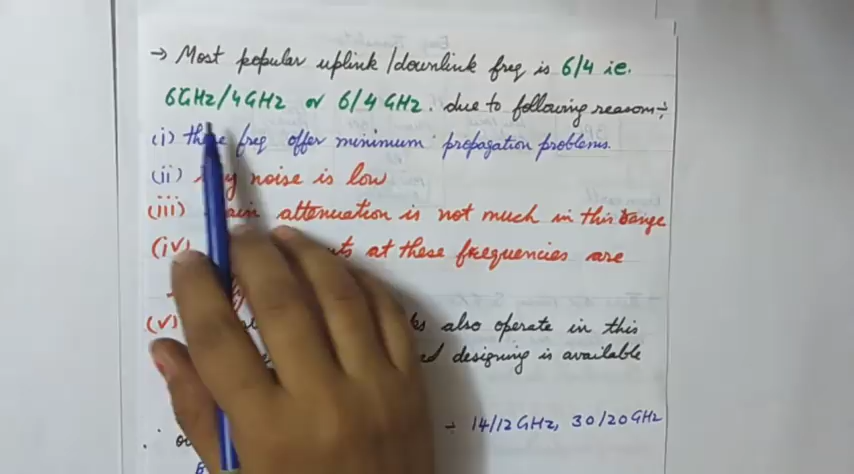 → Most popular uplink/downlink freq is 6/4 ie.
6GHz/4GHz or 6/4 GHz. due to following reason:-
(i) these freq offer minimum propagation problems.
(ii) noise is low
(iii) attenuation is not much in this range
(iv) at these frequencies are
(v) also operate in this
designing is available
:- 14/12 GHz, 30/20 GHz